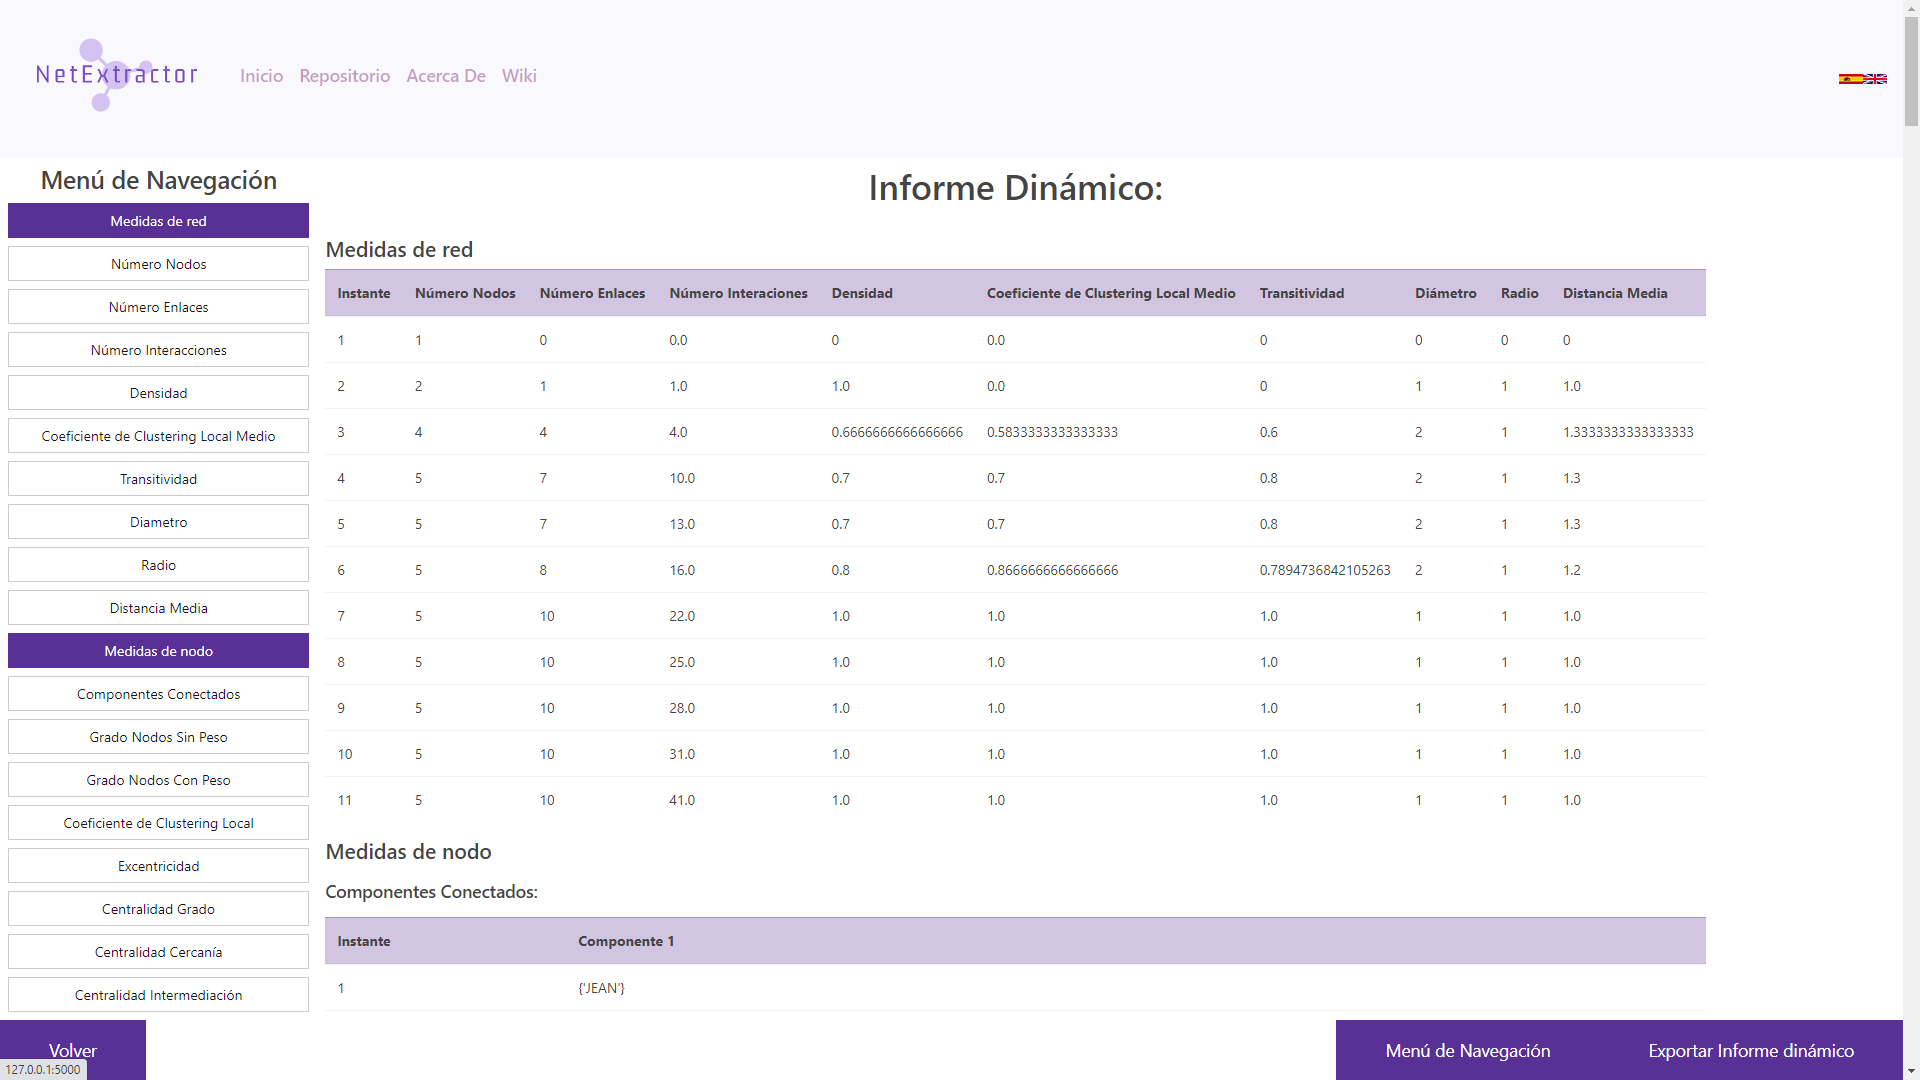 NetExtractor
Inicio Repositorio Acerca De Wiki
Menú de Navegación
Medidas de red
Número Nodos
Número Enlaces
Número Interacciones
Densidad
Coeficiente de Clustering Local Medio
Transitividad
Diametro
Radio
Distancia Media
Medidas de nodo
Componentes Conectados
Grado Nodos Sin Peso
Grado Nodos Con Peso
Coeficiente de Clustering Local
Excentricidad
Centralidad Grado
Centralidad Cercanía
Centralidad Intermediación
Informe Dinámico:
Medidas de red
Instante Número Nodos Número Enlaces Número Interaciones Densidad Coeficiente de Clustering Local Medio Transitividad Diámetro Radio Distancia Media
1 1 0 0.0 0 0.0 0 0 0 0
2 2 1 1.0 1.0 0.0 0 1 1 1.0
3 4 4 4.0 0.6666666666666666 0.5833333333333333 0.6 2 1 1.3333333333333333
4 5 7 10.0 0.7 0.7 0.8 2 1 1.3
5 5 7 13.0 0.7 0.7 0.8 2 1 1.3
6 5 8 16.0 0.8 0.8666666666666666 0.7894736842105263 2 1 1.2
7 5 10 22.0 1.0 1.0 1.0 1 1 1.0
8 5 10 25.0 1.0 1.0 1.0 1 1 1.0
9 5 10 28.0 1.0 1.0 1.0 1 1 1.0
10 5 10 31.0 1.0 1.0 1.0 1 1 1.0
11 5 10 41.0 1.0 1.0 1.0 1 1 1.0
Medidas de nodo
Componentes Conectados:
Instante Componente 1
1 {'JEAN'}
Volver
Menú de Navegación
Exportar Informe dinámico
127.0.0.1:5000